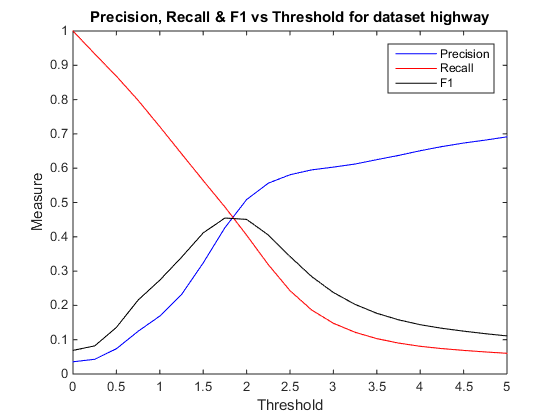 Precision, Recall & F1 vs Threshold for dataset highway
Precision
Recall
F1
Measure
1
0.9
0.8
0.7
0.6
0.5
0.4
0.3
0.2
0.1
0
0 0.5 1 1.5 2 2.5 3 3.5 4 4.5 5
Threshold